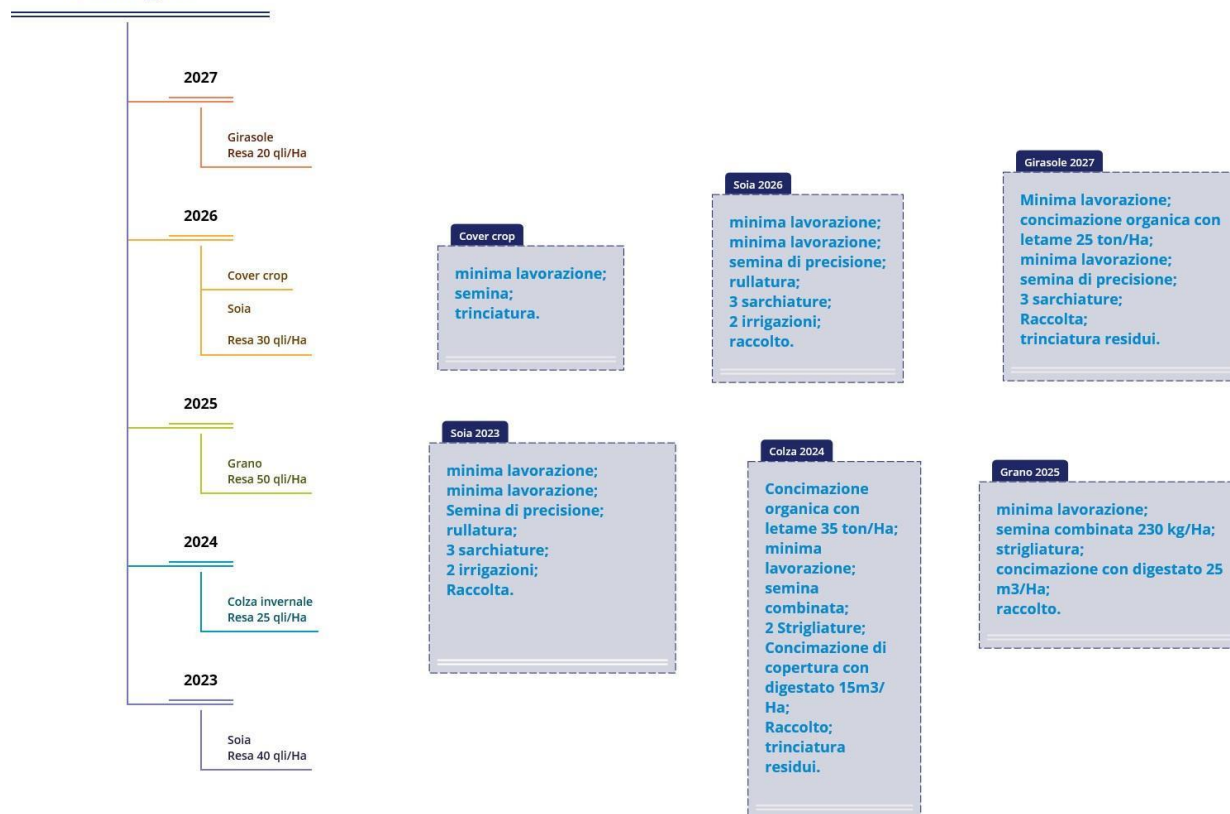 2027
Girasole
Resa 20 qli/Ha
2026
Cover crop
Soia
Resa 30 qli/Ha
2025
Grano
Resa 50 qli/Ha
2024
Colza invernale
Resa 25 qli/Ha
2023
Soia
Resa 40 qli/Ha
Cover crop
minima lavorazione;
semina;
trinciatura.
Soia 2026
minima lavorazione;
minima lavorazione;
semina di precisione;
rullatura;
3 sarchiature;
2 irrigazioni;
raccolto.
Girasole 2027
Minima lavorazione;
concimazione organica con
letame 25 ton/Ha;
minima lavorazione;
semina di precisione;
3 sarchiature;
Raccolta;
trinciatura residui.
Soia 2023
minima lavorazione;
minima lavorazione;
Semina di precisione;
rullatura;
3 sarchiature;
2 irrigazioni;
Raccolta.
Colza 2024
Concimazione
organica con
letame 35 ton/Ha;
minima
lavorazione;
semina
combinata;
2 Strigliature;
Concimazione di
copertura con
digestato 15m3/
Ha;
Raccolto;
trinciatura
residui.
Grano 2025
minima lavorazione;
semina combinata 230 kg/Ha;
strigliatura;
concimazione con digestato 25
m3/Ha;
raccolto.